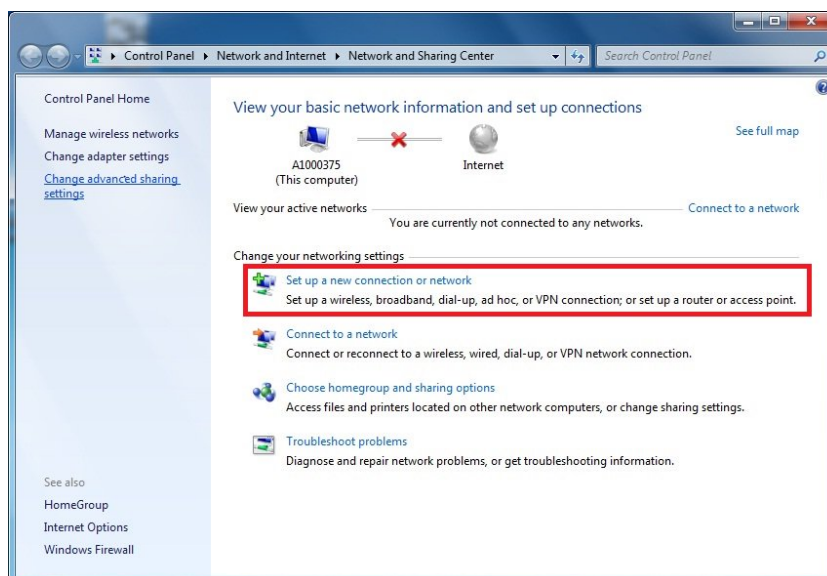 Control Panel ▸ Network and Internet ▸ Network and Sharing Center
Search Control Panel
Control Panel Home
Manage wireless networks
Change adapter settings
Change advanced sharing
settings
View your basic network information and set up connections
See full map
A1000375
(This computer)
Internet
View your active networks
Connect to a network
You are currently not connected to any networks.
Change your networking settings
Set up a new connection or network
Set up a wireless, broadband, dial-up, ad hoc, or VPN connection; or set up a router or access point.
Connect to a network
Connect or reconnect to a wireless, wired, dial-up, or VPN network connection.
Choose homegroup and sharing options
Access files and printers located on other network computers, or change sharing settings.
Troubleshoot problems
Diagnose and repair network problems, or get troubleshooting information.
See also
HomeGroup
Internet Options
Windows Firewall